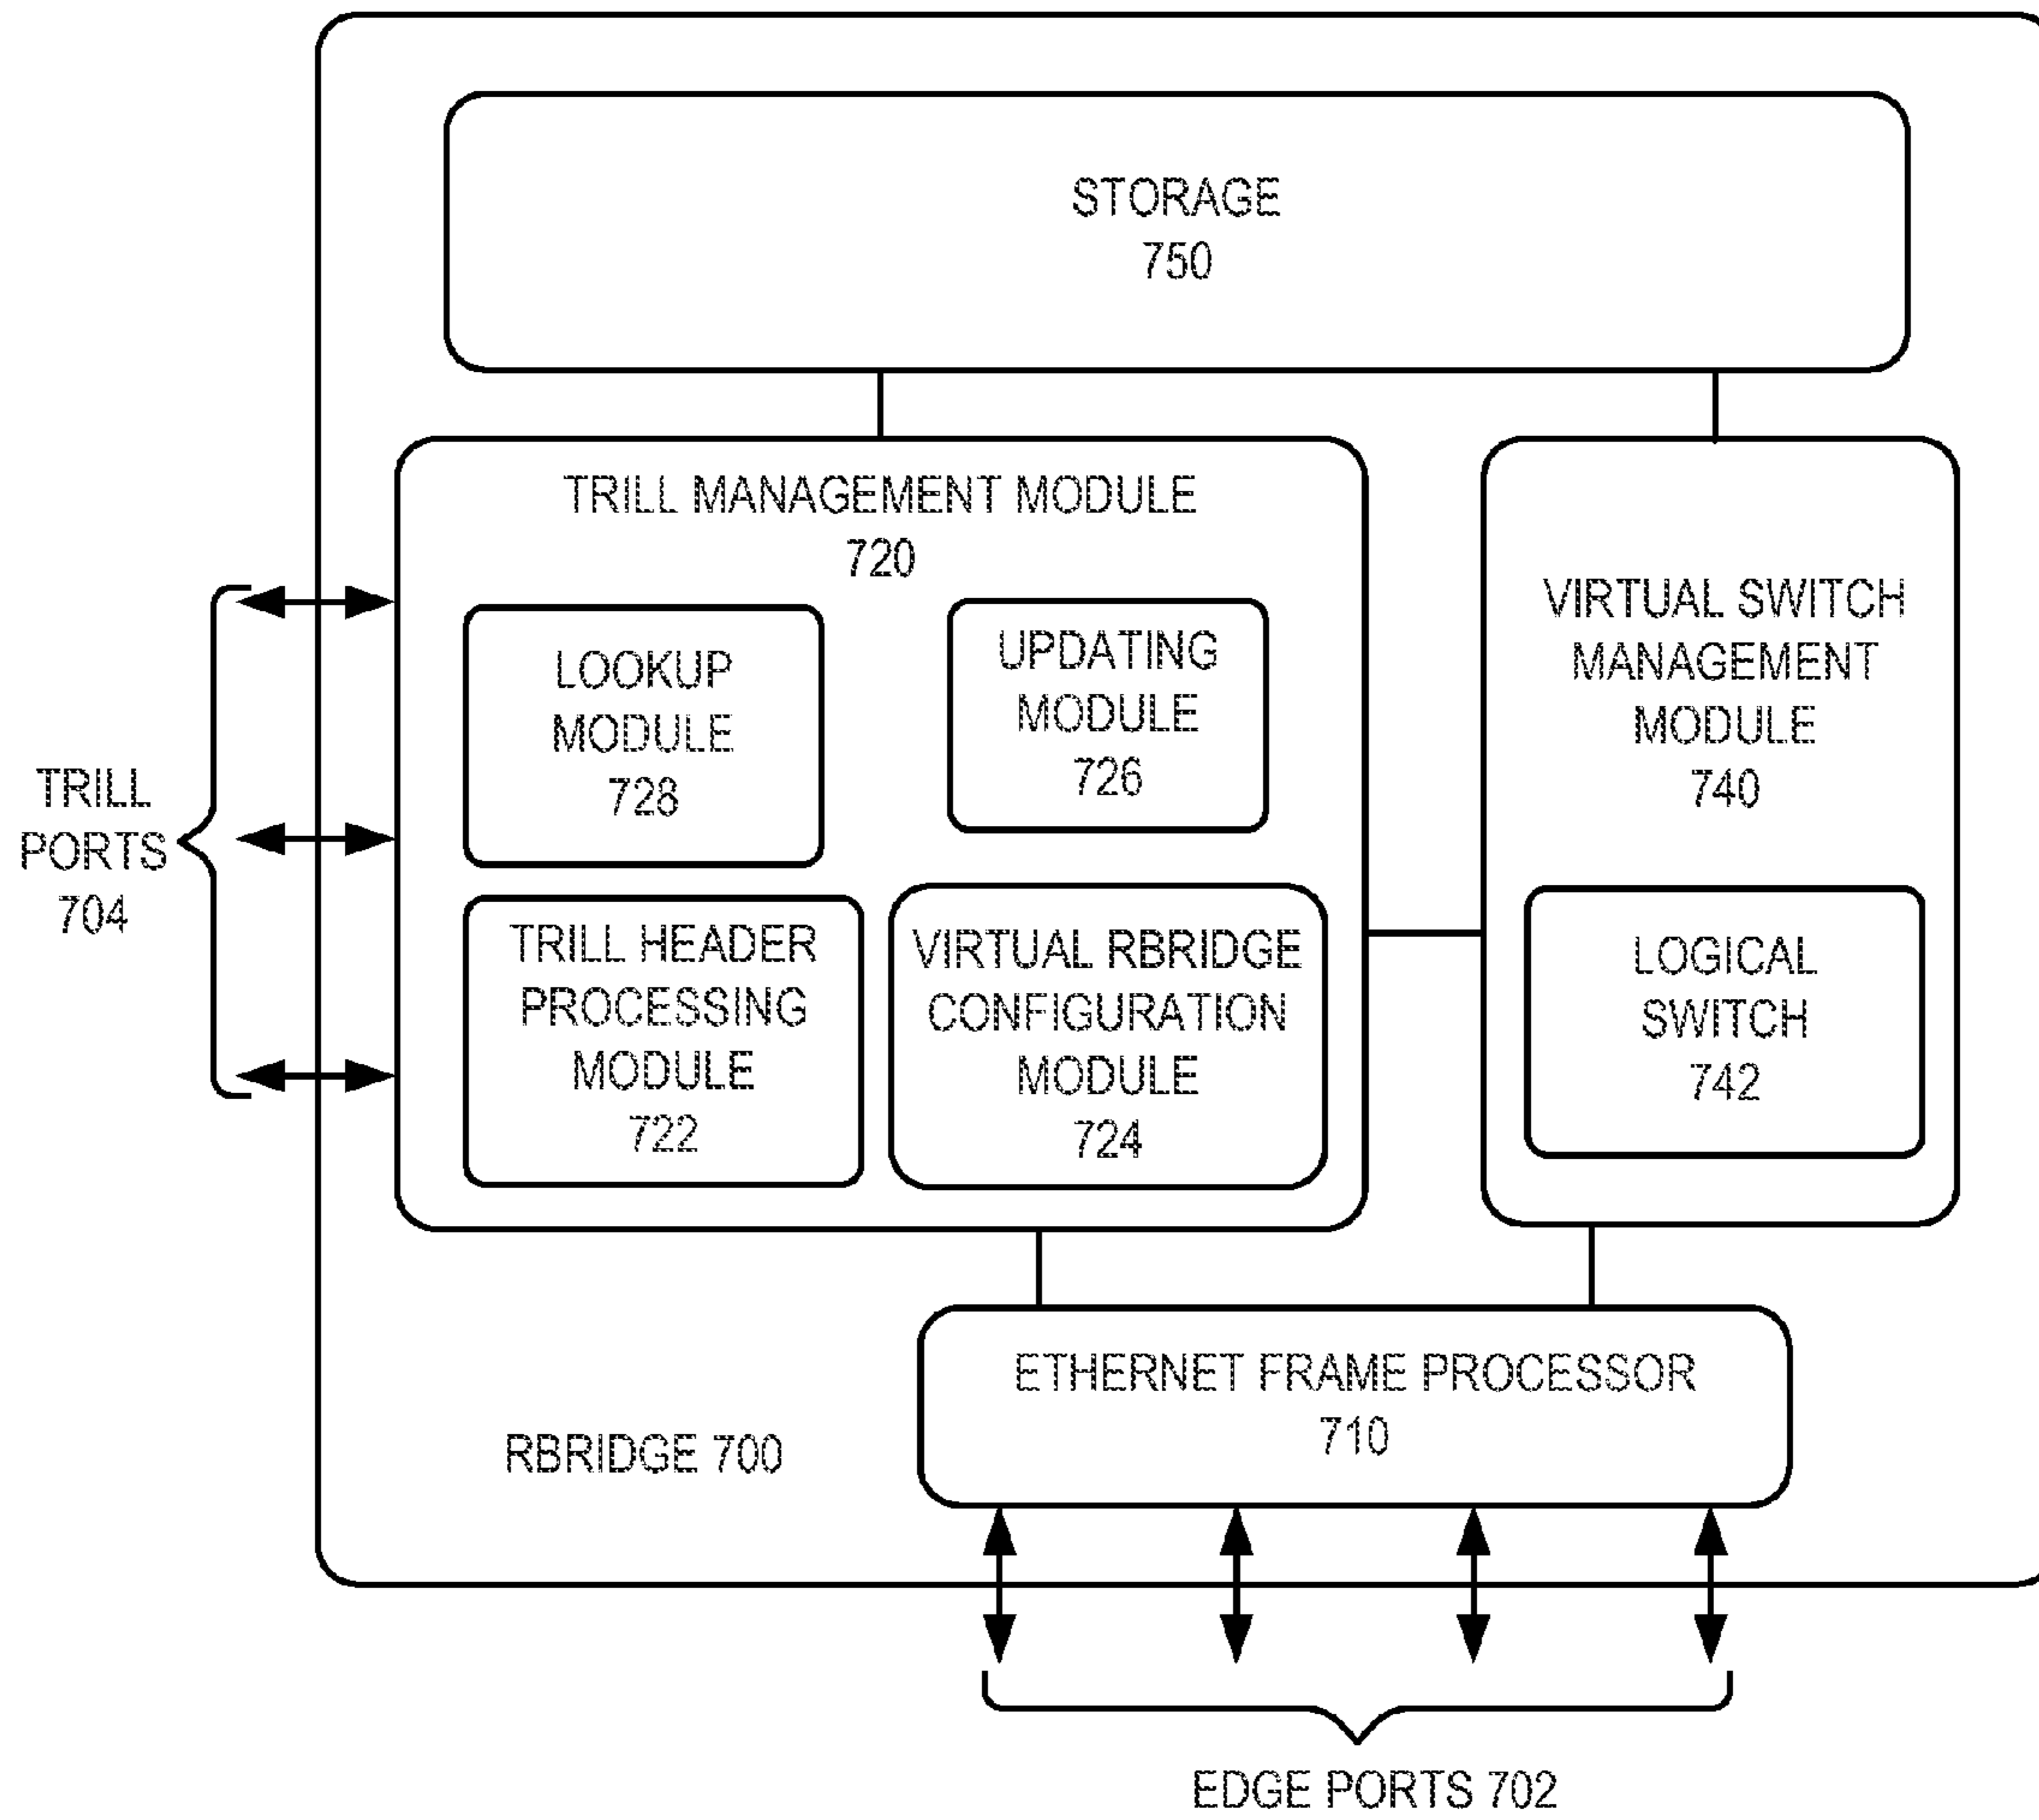 STORAGE
750
TRILL MANAGEMENT MODULE
720
LOOKUP
MODULE
728
UPDATING
MODULE
726
TRILL HEADER
PROCESSING
MODULE
722
VIRTUAL RBRIDGE
CONFIGURATION
MODULE
724
VIRTUAL SWITCH
MANAGEMENT
MODULE
740
LOGICAL
SWITCH
742
TRILL
PORTS
704
ETHERNET FRAME PROCESSOR
710
RBRIDGE 700
EDGE PORTS 702